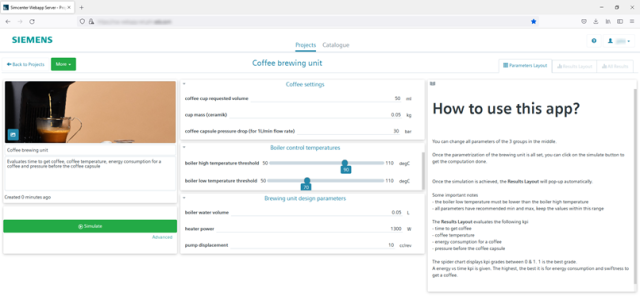 Simcenter Webapp Server - Pro
SIEMENS
Projects Catalogue
Back to Projects
More
Coffee brewing unit
Parameters Layout
Results Layout
All Results
Coffee brewing unit
Evaluates time to get coffee, coffee temperature, energy consumption for a
coffee and pressure before the coffee capsule
Created 0 minutes ago
Simulate
Advanced
Coffee settings
coffee cup requested volume 50 ml
cup mass (ceramic) 0.05 kg
coffee capsule pressure drop (for 1L/min flow rate) 30 bar
Boiler control temperatures
boiler high temperature threshold 50 110 degC
90
boiler low temperature threshold 50 110 degC
70
Brewing unit design parameters
boiler water volume 0.05 L
heater power 1300 W
pump displacement 10 cc/rev
How to use this app?
You can change all parameters of the 3 groups in the middle.
Once the parametrization of the brewing unit is all set, you can click on the simulate button to
get the computation done.
Once the simulation is achieved, the Results Layout will pop-up automatically.
Some important notes
- the boiler low temperature must be lower than the boiler high temperature
- all parameters have recommended min and max, keep the values within this range
The Results Layout evaluates the following kpi:
- time to get coffee
- coffee temperature
- energy consumption for a coffee
- pressure before the coffee capsule
The spider chart displays kpi grades between 0 & 1. 1 is the best grade.
A energy vs time kpi is given. The highest, the best it is for energy consumption and swiftness to
get a coffee.